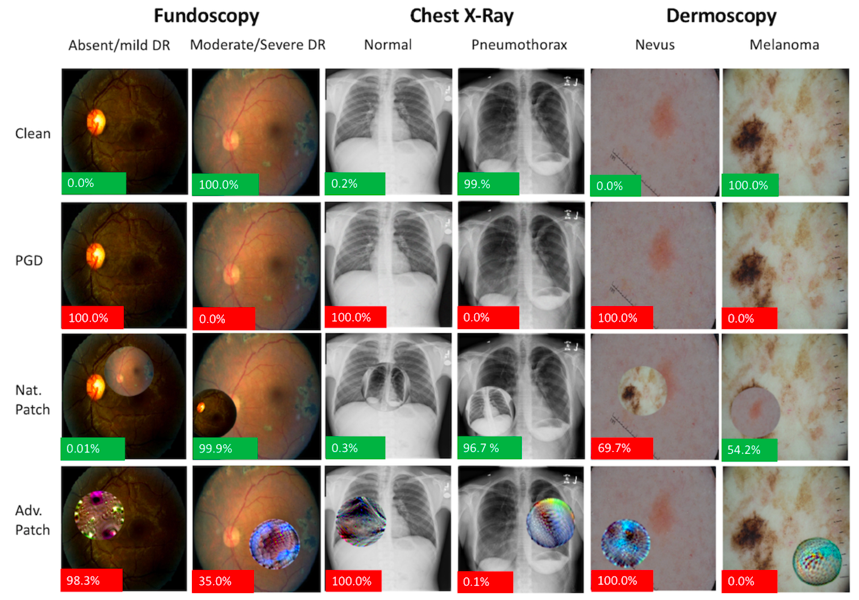 Fundoscopy Chest X-Ray Dermoscopy
Absent/mild DR Moderate/Severe DR Normal Pneumothorax Nevus Melanoma
Clean
0.0% 100.0% 0.2% 99.% 0.0% 100.0%
PGD
100.0% 0.0% 100.0% 0.0% 100.0% 0.0%
Nat.
Patch
0.01% 99.9% 0.3% 96.7 % 69.7% 54.2%
Adv.
Patch
98.3% 35.0% 100.0% 0.1% 100.0% 0.0%